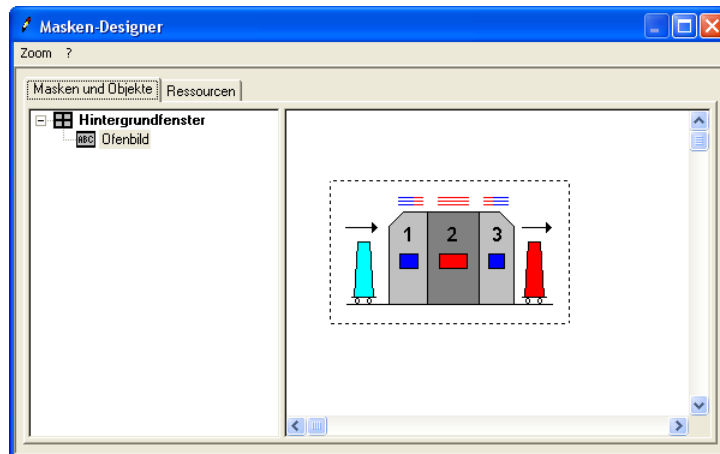 Masken-Designer
Zoom ?
Masken und Objekte Ressourcen
Hintergrundfenster
ABC Ofenbild
1 2 3